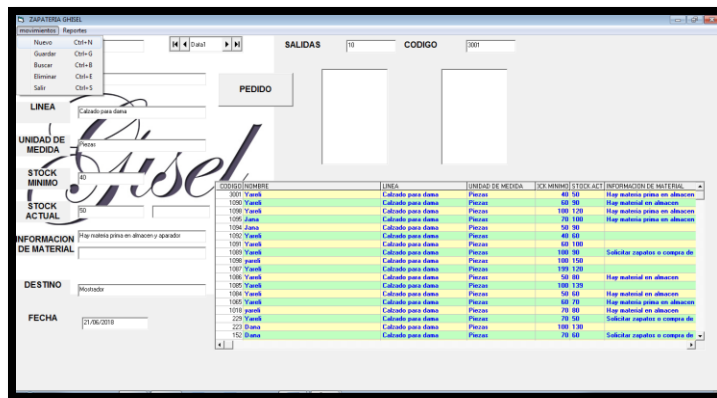 ZAPATERIA GHISEL
movimientos Reportes
Nuevo Ctrl+N
Guardar Ctrl+G
Buscar Ctrl+B
Eliminar Ctrl+E
Salir Ctrl+S
Data1
SALIDAS 10 CODIGO 3001
PEDIDO
LINEA Calzado para dama
UNIDAD DE MEDIDA Piezas
STOCK MINIMO 40
STOCK ACTUAL 50
INFORMACION DE MATERIAL Hay materia prima en almacen y aparador
DESTINO Mostrador
FECHA 21/06/2018
Gisel
CODIGO NOMBRE LINEA UNIDAD DE MEDIDA CK MINIMO STOCK ACT INFORMACION DE MATERIAL
3001 Yareli Calzado para dama Piezas 40 50 Hay materia prima en almacen
1090 Yareli Calzado para dama Piezas 60 90 Hay material en almacen
1098 Yareli Calzado para dama Piezas 100 120 Hay materia prima en almacen
1095 Jana Calzado para dama Piezas 70 100 Hay materia prima en almacen
1094 Jana Calzado para dama Piezas 50 90
1092 Yareli Calzado para dama Piezas 40 60
1091 Yareli Calzado para dama Piezas 60 100
1089 Yareli Calzado para dama Piezas 100 90 Solicitar zapatos o compra de
1098 yareli Calzado para dama Piezas 100 150
1087 Yareli Calzado para dama Piezas 199 120
1086 Yareli Calzado para dama Piezas 50 80 Hay material en almacen
1085 Yareli Calzado para dama Piezas 100 139
1084 Yareli Calzado para dama Piezas 50 60 Hay material en almacen
1065 Yareli Calzado para dama Piezas 60 70 Hay materia prima en almacen
1018 yareli Calzado para dama Piezas 70 80 Hay material en almacen
229 Yareli Calzado para dama Piezas 70 50 Solicitar zapatos o compra de
223 Dana Calzado para dama Piezas 100 130
152 Dana Calzado para dama Piezas 70 60 Solicitar zapatos o compra de